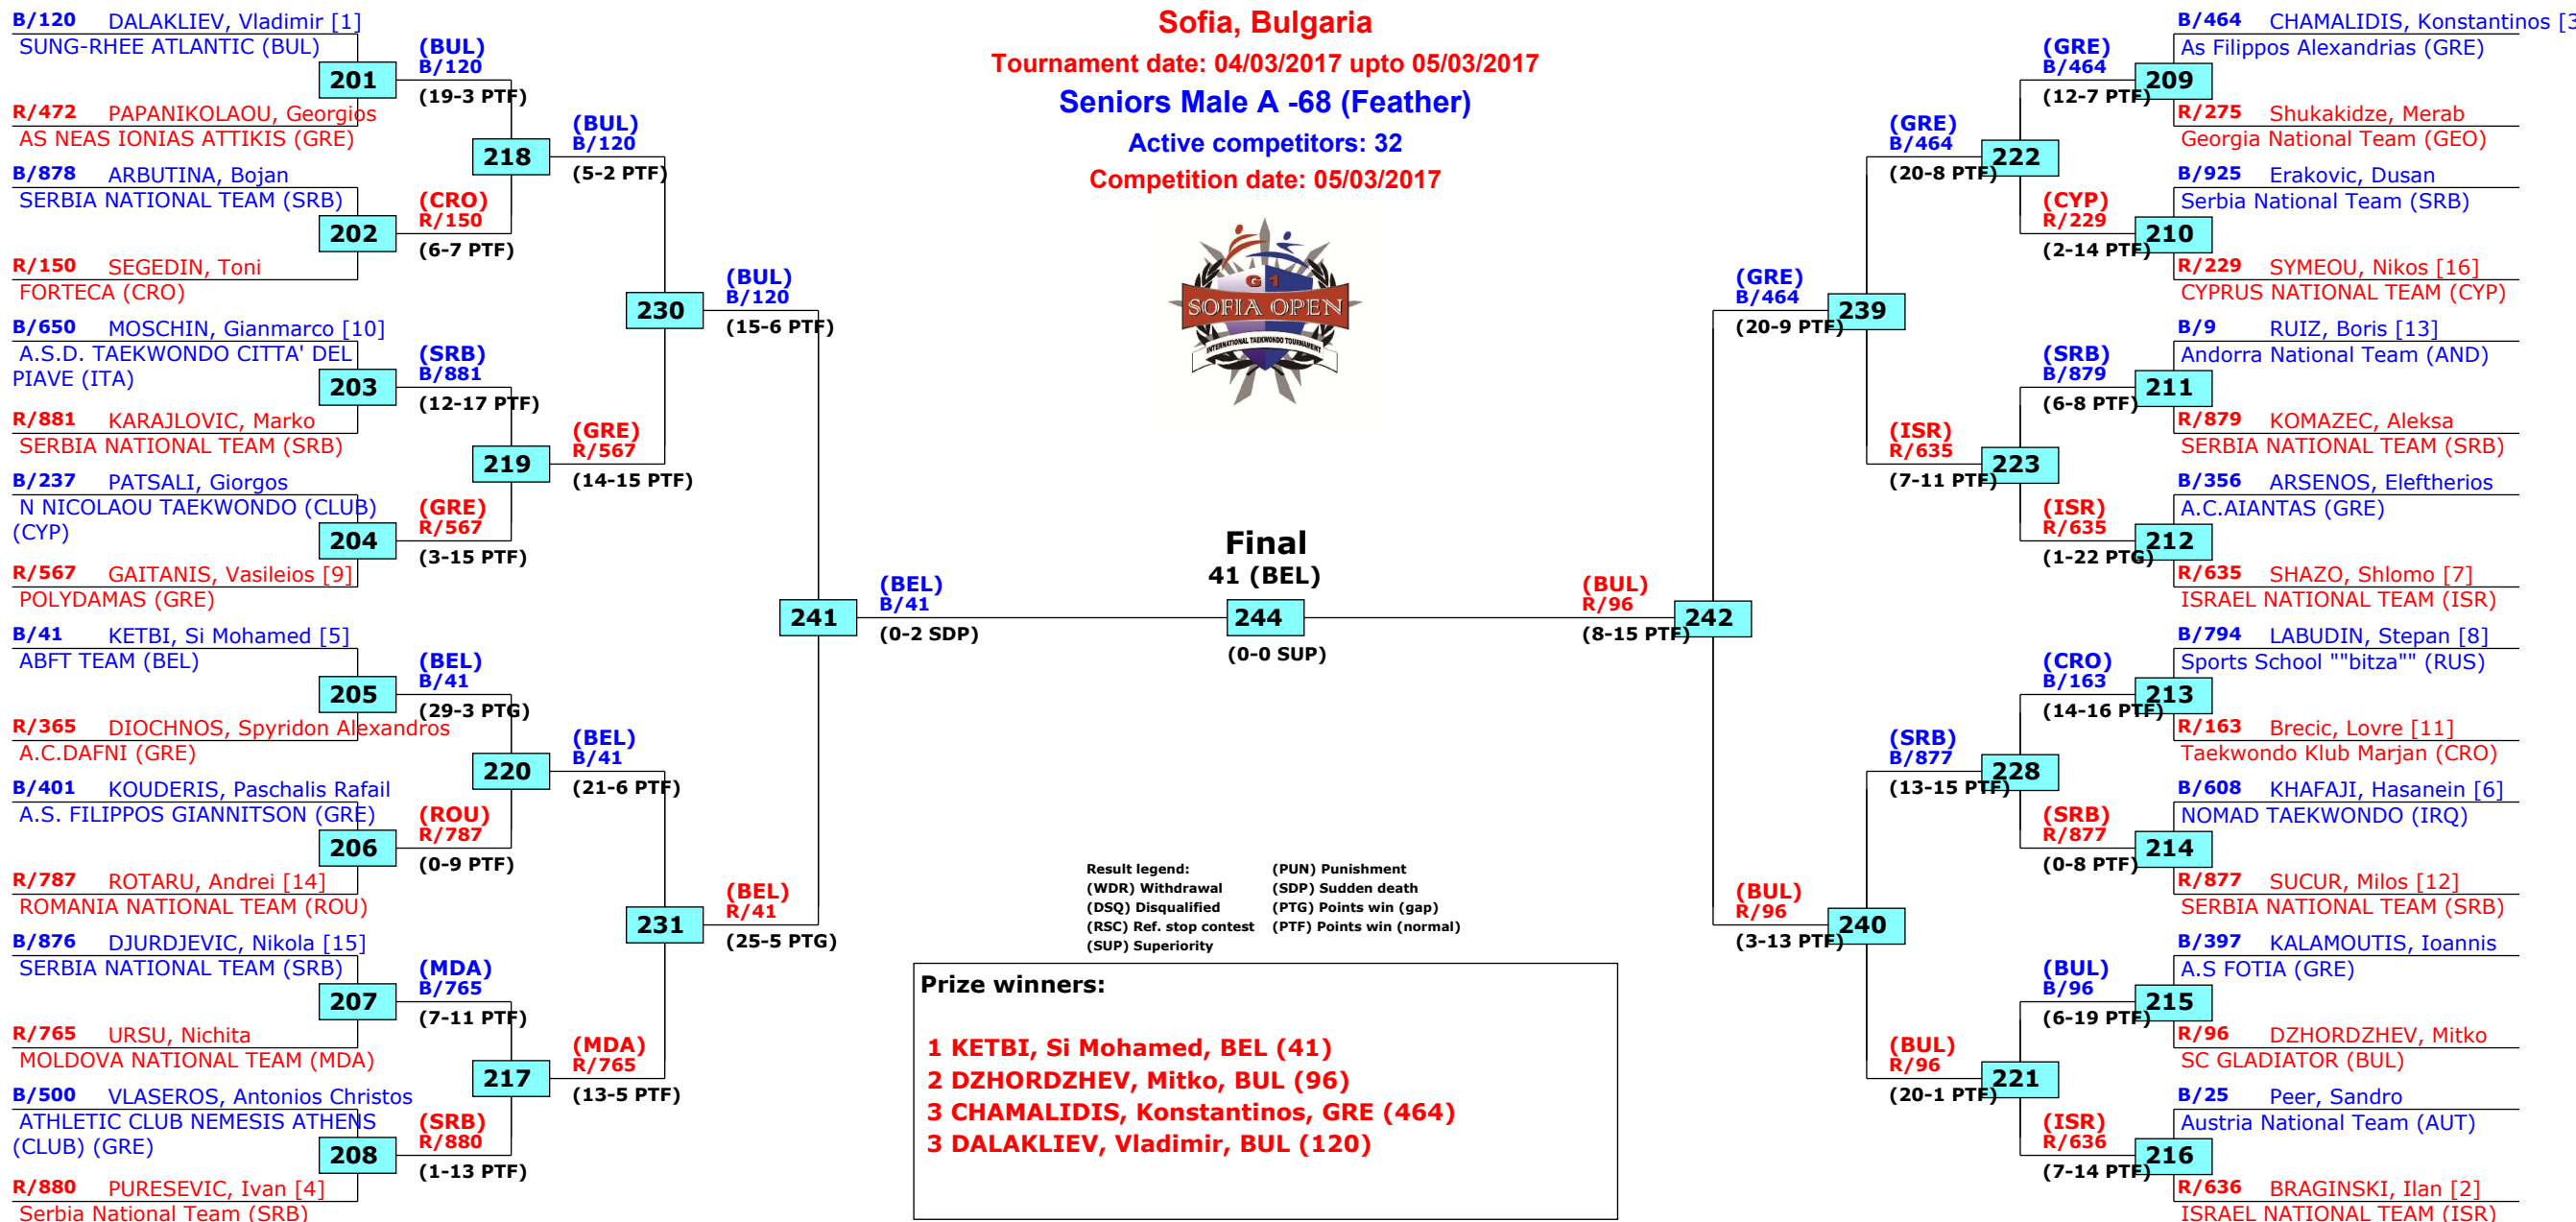 Sofia, Bulgaria
Tournament date: 04/03/2017 upto 05/03/2017
Seniors Male A -68 (Feather)
Active competitors: 32
Competition date: 05/03/2017
G 1
SOFIA OPEN
INTERNATIONAL TAEKWONDO TOURNAMENT
B/120 DALAKLIEV, Vladimir [1]
SUNG-RHEE ATLANTIC (BUL)
201
R/472 PAPANIKOLAOU, Georgios
AS NEAS IONIAS ATTIKIS (GRE)
B/878 ARBUTINA, Bojan
SERBIA NATIONAL TEAM (SRB)
202
R/150 SEGEDIN, Toni
FORTECA (CRO)
B/650 MOSCHIN, Gianmarco [10]
A.S.D. TAEKWONDO CITTA' DEL
PIAVE (ITA)
203
R/881 KARAJLOVIC, Marko
SERBIA NATIONAL TEAM (SRB)
B/237 PATSALI, Giorgos
N NICOLAOU TAEKWONDO (CLUB)
(CYP)
204
R/567 GAITANIS, Vasileios [9]
POLYDAMAS (GRE)
B/41 KETBI, Si Mohamed [5]
ABFT TEAM (BEL)
205
R/365 DIOCHNOS, Spyridon Alexandros
A.C.DAFNI (GRE)
B/401 KOUDERIS, Paschalis Rafail
A.S. FILIPPOS GIANNITSON (GRE)
206
R/787 ROTARU, Andrei [14]
ROMANIA NATIONAL TEAM (ROU)
B/876 DJURDJEVIC, Nikola [15]
SERBIA NATIONAL TEAM (SRB)
207
R/765 URSU, Nichita
MOLDOVA NATIONAL TEAM (MDA)
B/500 VLASEROS, Antonios Christos
ATHLETIC CLUB NEMESIS ATHENS
(CLUB) (GRE)
208
R/880 PURESEVIC, Ivan [4]
Serbia National Team (SRB)
(BUL)
B/120
(19-3 PTF)
218
(CRO)
R/150
(6-7 PTF)
(SRB)
B/881
(12-17 PTF)
219
(GRE)
R/567
(3-15 PTF)
(BEL)
B/41
(29-3 PTG)
220
(ROU)
R/787
(0-9 PTF)
(MDA)
B/765
(7-11 PTF)
217
(SRB)
R/880
(1-13 PTF)
(BUL)
B/120
(5-2 PTF)
230
(GRE)
R/567
(14-15 PTF)
(BEL)
B/41
(21-6 PTF)
231
(MDA)
R/765
(13-5 PTF)
(BUL)
B/120
(15-6 PTF)
241
(BEL)
R/41
(25-5 PTG)
(BEL)
B/41
(0-2 SDP)
Final
41 (BEL)
244
(0-0 SUP)
(BUL)
R/96
(8-15 PTF)
242
(GRE)
B/464
(20-9 PTF)
239
(BUL)
R/96
(3-13 PTF)
240
(GRE)
B/464
(20-8 PTF)
222
(ISR)
R/635
(7-11 PTF)
223
(SRB)
B/877
(13-15 PTF)
228
(BUL)
R/96
(20-1 PTF)
221
(GRE)
B/464
(12-7 PTF)
(CYP)
R/229
(2-14 PTF)
(SRB)
B/879
(6-8 PTF)
(ISR)
R/635
(1-22 PTG)
(CRO)
B/163
(14-16 PTF)
(SRB)
R/877
(0-8 PTF)
(BUL)
B/96
(6-19 PTF)
(ISR)
R/636
(7-14 PTF)
B/464 CHAMALIDIS, Konstantinos [3
As Filippos Alexandrias (GRE)
209
R/275 Shukakidze, Merab
Georgia National Team (GEO)
B/925 Erakovic, Dusan
Serbia National Team (SRB)
210
R/229 SYMEOU, Nikos [16]
CYPRUS NATIONAL TEAM (CYP)
B/9 RUIZ, Boris [13]
Andorra National Team (AND)
211
R/879 KOMAZEC, Aleksa
SERBIA NATIONAL TEAM (SRB)
B/356 ARSENOS, Eleftherios
A.C.AIANTAS (GRE)
212
R/635 SHAZO, Shlomo [7]
ISRAEL NATIONAL TEAM (ISR)
B/794 LABUDIN, Stepan [8]
Sports School ""bitza"" (RUS)
213
R/163 Brecic, Lovre [11]
Taekwondo Klub Marjan (CRO)
B/608 KHAFAJI, Hasanein [6]
NOMAD TAEKWONDO (IRQ)
214
R/877 SUCUR, Milos [12]
SERBIA NATIONAL TEAM (SRB)
B/397 KALAMOUTIS, Ioannis
A.S FOTIA (GRE)
215
R/96 DZHORDZHEV, Mitko
SC GLADIATOR (BUL)
B/25 Peer, Sandro
Austria National Team (AUT)
216
R/636 BRAGINSKI, Ilan [2]
ISRAEL NATIONAL TEAM (ISR)
Result legend: (PUN) Punishment
(WDR) Withdrawal (SDP) Sudden death
(DSQ) Disqualified (PTG) Points win (gap)
(RSC) Ref. stop contest (PTF) Points win (normal)
(SUP) Superiority
Prize winners:
1 KETBI, Si Mohamed, BEL (41)
2 DZHORDZHEV, Mitko, BUL (96)
3 CHAMALIDIS, Konstantinos, GRE (464)
3 DALAKLIEV, Vladimir, BUL (120)